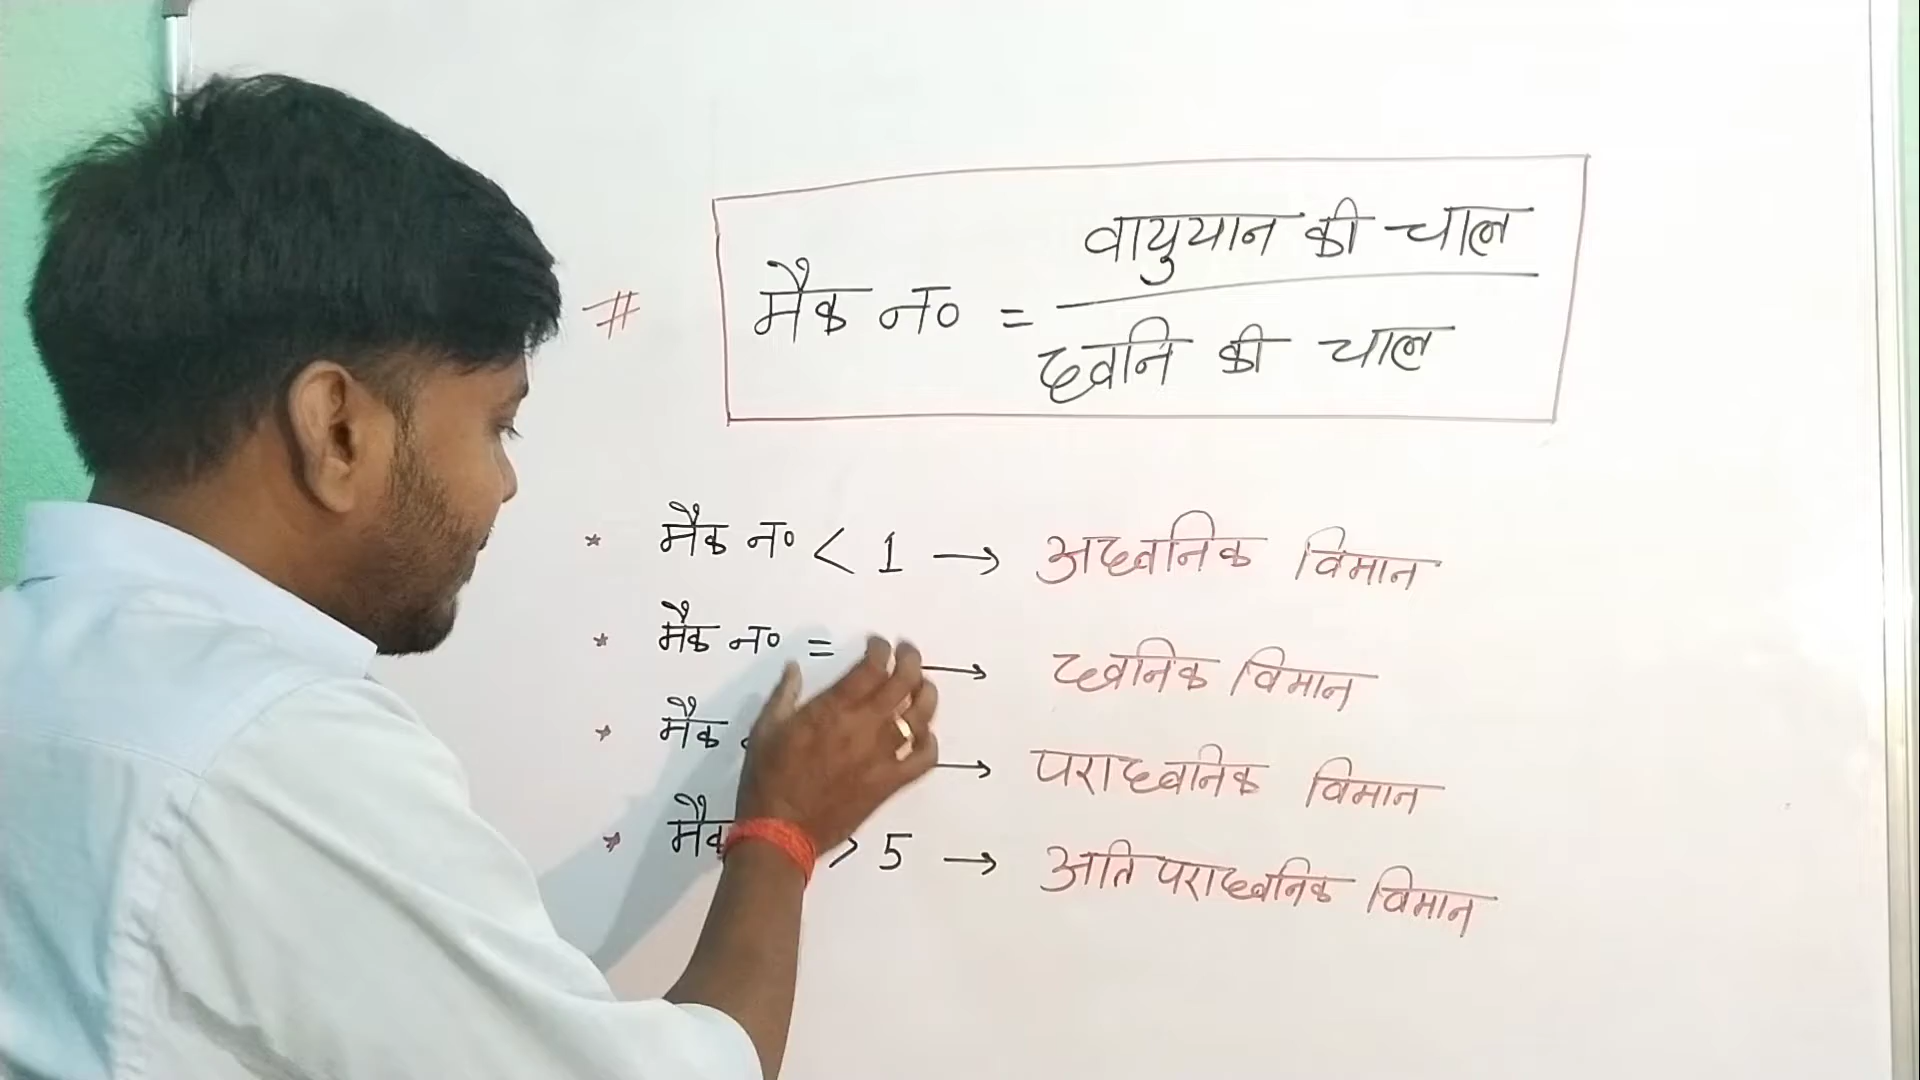 # मैक न० = वायुयान की चाल
ध्वनि की चाल
* मैक न० < 1 → अध्वनिक विमान
* मैक न० = → ध्वनिक विमान
* मैक → पराध्वनिक विमान
* मैक > 5 → अति पराध्वनिक विमान